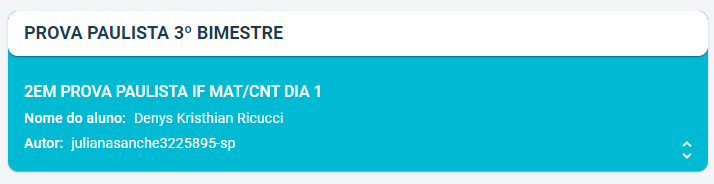 PROVA PAULISTA 3º BIMESTRE
2EM PROVA PAULISTA IF MAT/CNT DIA 1
Nome do aluno: Denys Kristhian Ricucci
Autor: julianasanche3225895-sp